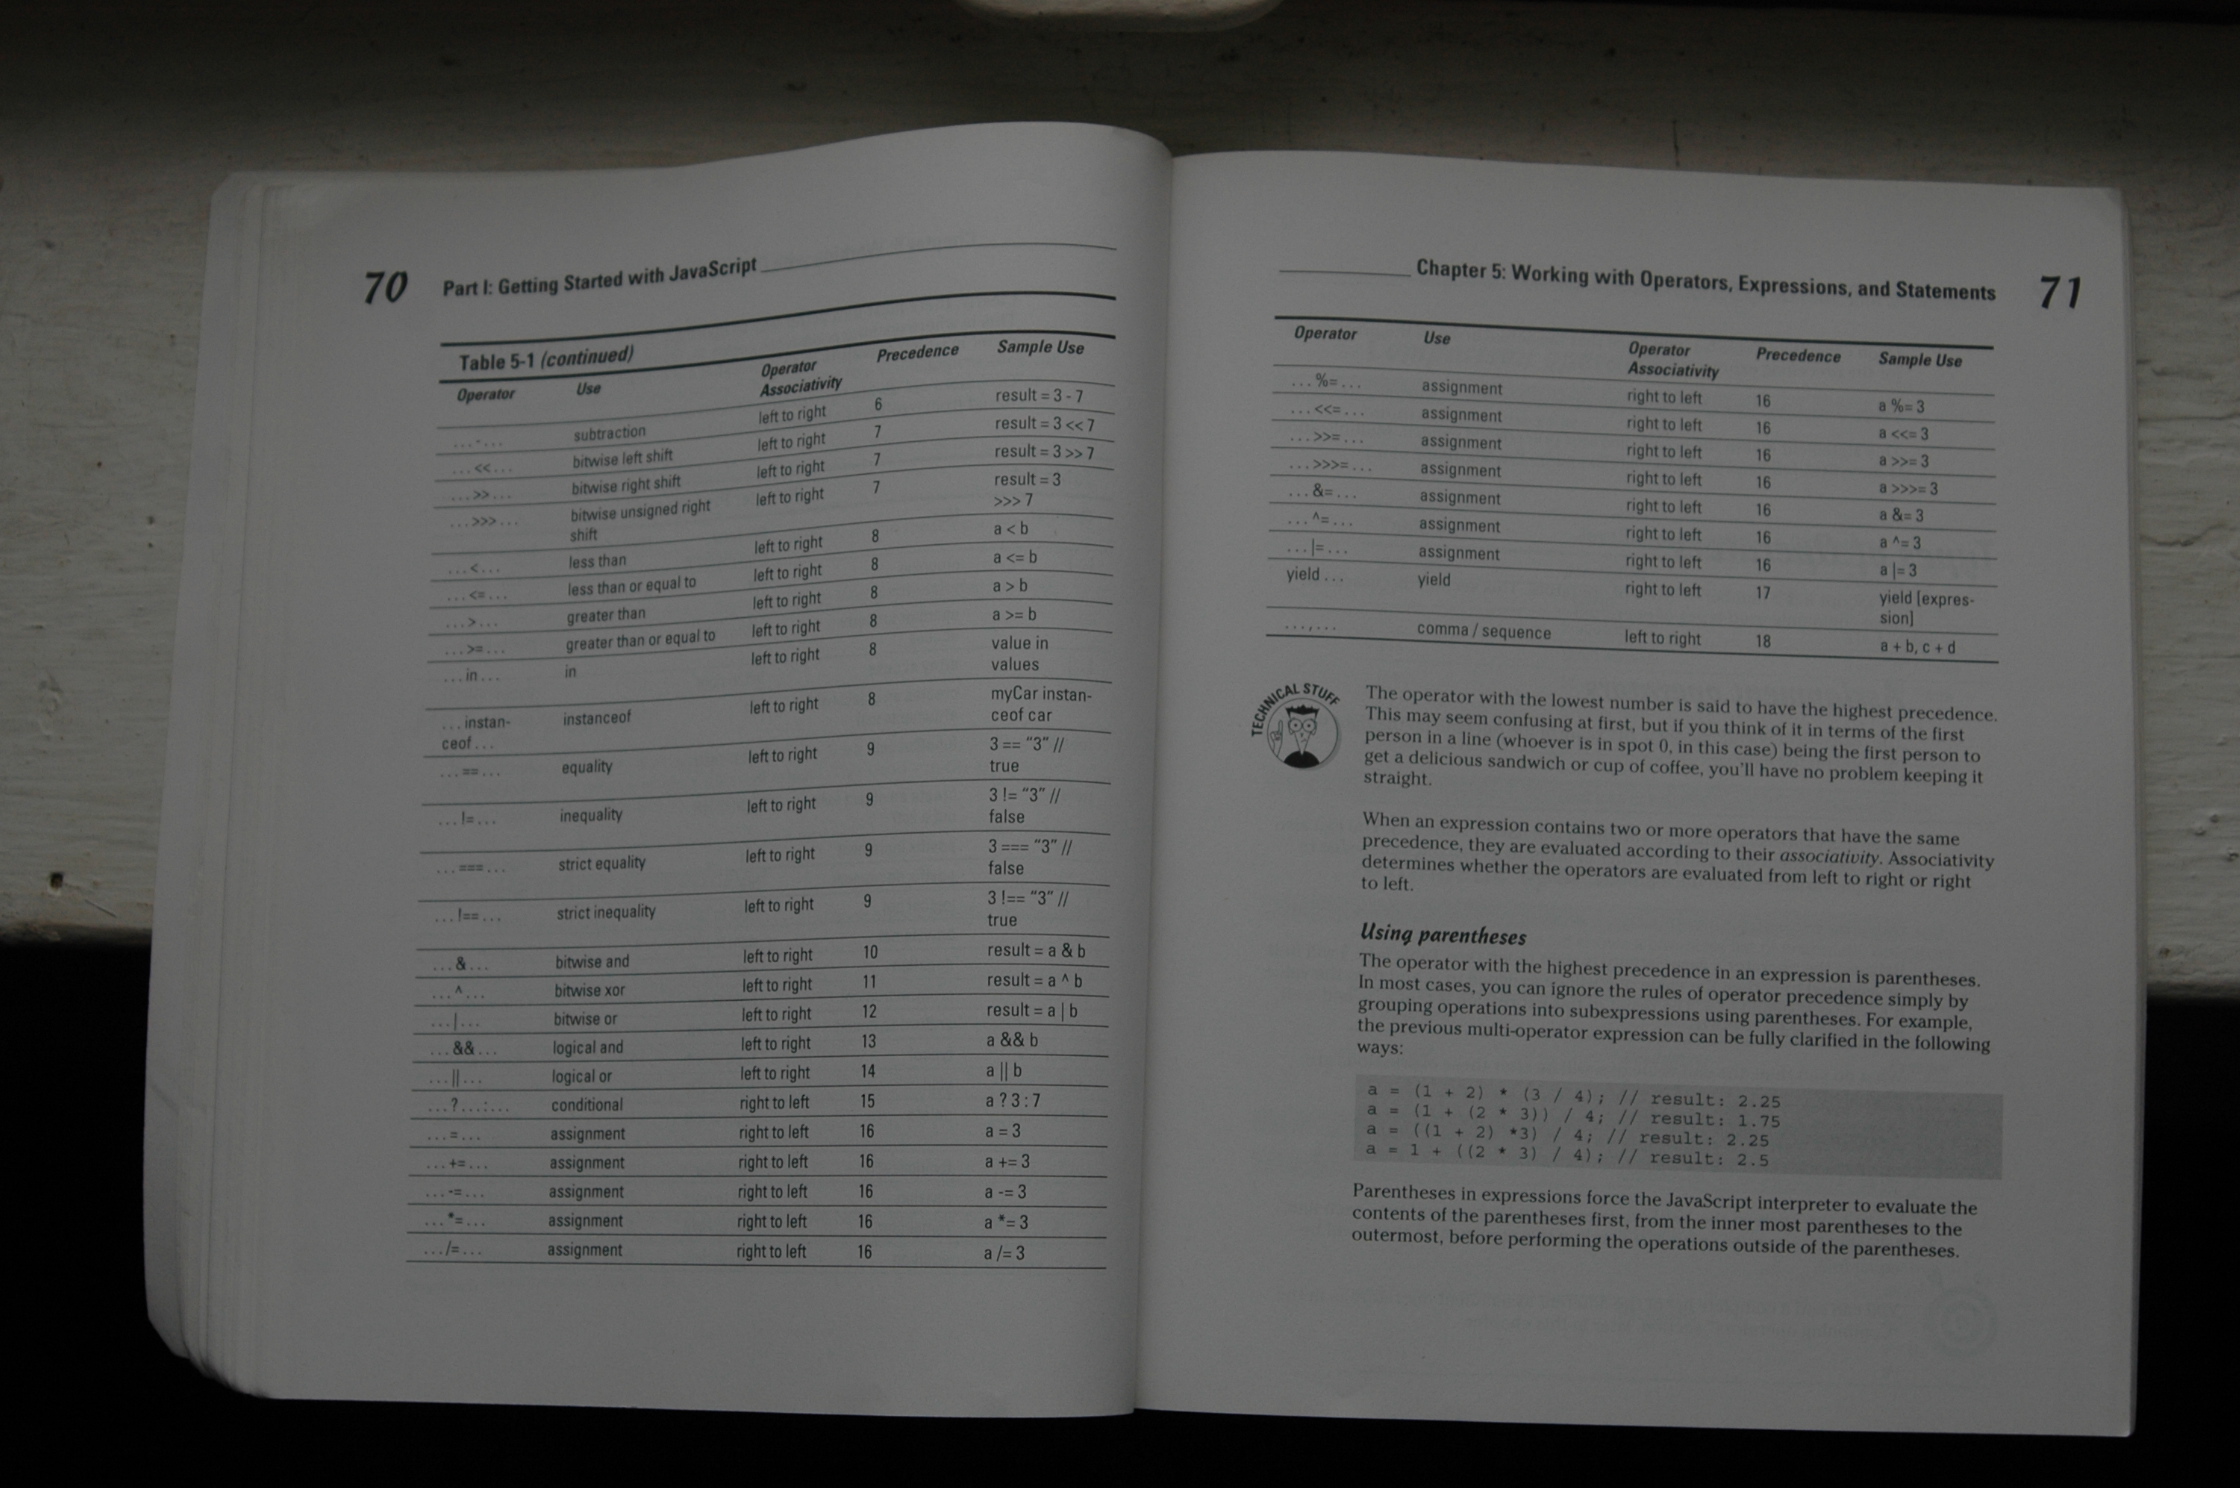 70 Part I: Getting Started with JavaScript
Table 5-1 (continued)
Operator Use Operator Associativity Precedence Sample Use
...-... subtraction left to right 6 result = 3 - 7
...<<... bitwise left shift left to right 7 result = 3 << 7
...>>... bitwise right shift left to right 7 result = 3 >> 7
...>>>... bitwise unsigned right left to right 7 result = 3
shift >>> 7
...<... less than left to right 8 a < b
...<=... less than or equal to left to right 8 a <= b
...>... greater than left to right 8 a > b
...>=... greater than or equal to left to right 8 a >= b
...in... in left to right 8 value in
values
...instan- instanceof left to right 8 myCar instan-
ceof... ceof car
...==... equality left to right 9 3 == "3" //
true
...!=... inequality left to right 9 3 != "3" //
false
...===... strict equality left to right 9 3 === "3" //
false
...!==... strict inequality left to right 9 3 !== "3" //
true
...&... bitwise and left to right 10 result = a & b
...^... bitwise xor left to right 11 result = a ^ b
...|... bitwise or left to right 12 result = a | b
...&&... logical and left to right 13 a && b
...||... logical or left to right 14 a || b
...?...:... conditional right to left 15 a ? 3 : 7
...=... assignment right to left 16 a = 3
...+=... assignment right to left 16 a += 3
...-=... assignment right to left 16 a -= 3
...*=... assignment right to left 16 a *= 3
.../=... assignment right to left 16 a /= 3
Chapter 5: Working with Operators, Expressions, and Statements 71
Operator Use Operator Associativity Precedence Sample Use
...%=... assignment right to left 16 a %= 3
...<<=... assignment right to left 16 a <<= 3
...>>=... assignment right to left 16 a >>= 3
...>>>=... assignment right to left 16 a >>>= 3
...&=... assignment right to left 16 a &= 3
...^=... assignment right to left 16 a ^= 3
...|=... assignment right to left 16 a |= 3
yield... yield right to left 17 yield [expres-
sion]
...,... comma / sequence left to right 18 a + b, c + d
TECHNICAL STUFF
The operator with the lowest number is said to have the highest precedence.
This may seem confusing at first, but if you think of it in terms of the first
person in a line (whoever is in spot 0, in this case) being the first person to
get a delicious sandwich or cup of coffee, you'll have no problem keeping it
straight.
When an expression contains two or more operators that have the same
precedence, they are evaluated according to their associativity. Associativity
determines whether the operators are evaluated from left to right or right
to left.
Using parentheses
The operator with the highest precedence in an expression is parentheses.
In most cases, you can ignore the rules of operator precedence simply by
grouping operations into subexpressions using parentheses. For example,
the previous multi-operator expression can be fully clarified in the following
ways:
a = (1 + 2) * (3 / 4); // result: 2.25
a = (1 + (2 * 3)) / 4; // result: 1.75
a = ((1 + 2) *3) / 4; // result: 2.25
a = 1 + ((2 * 3) / 4); // result: 2.5
Parentheses in expressions force the JavaScript interpreter to evaluate the
contents of the parentheses first, from the inner most parentheses to the
outermost, before performing the operations outside of the parentheses.